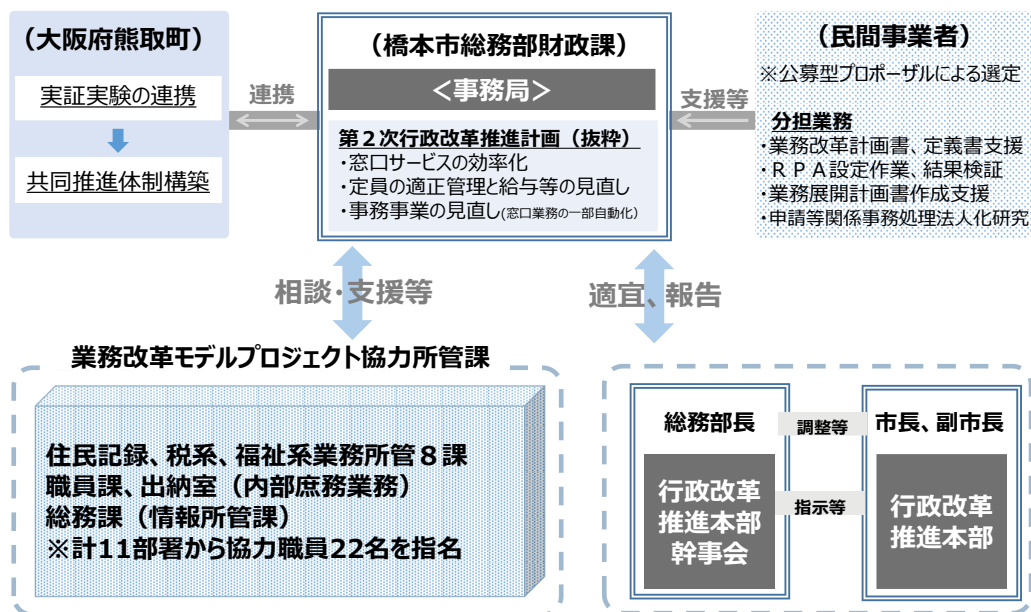 （大阪府熊取町）
実証実験の連携
共同推進体制構築
連携
（橋本市総務部財政課）
＜事務局＞
第２次行政改革推進計画（抜粋）
・窓口サービスの効率化
・定員の適正管理と給与等の見直し
・事務事業の見直し(窓口業務の一部自動化）
支援等
（民間事業者）
※公募型プロポーザルによる選定
分担業務
・業務改革計画書、定義書支援
・ＲＰＡ設定作業、結果検証
・業務展開計画書作成支援
・申請等関係事務処理法人化研究
相談・支援等
適宜、報告
業務改革モデルプロジェクト協力所管課
住民記録、税系、福祉系業務所管８課
職員課、出納室（内部庶務業務）
総務課（情報所管課）
※計11部署から協力職員22名を指名
総務部長
行政改革
推進本部
幹事会
調整等
指示等
市長、副市長
行政改革
推進本部